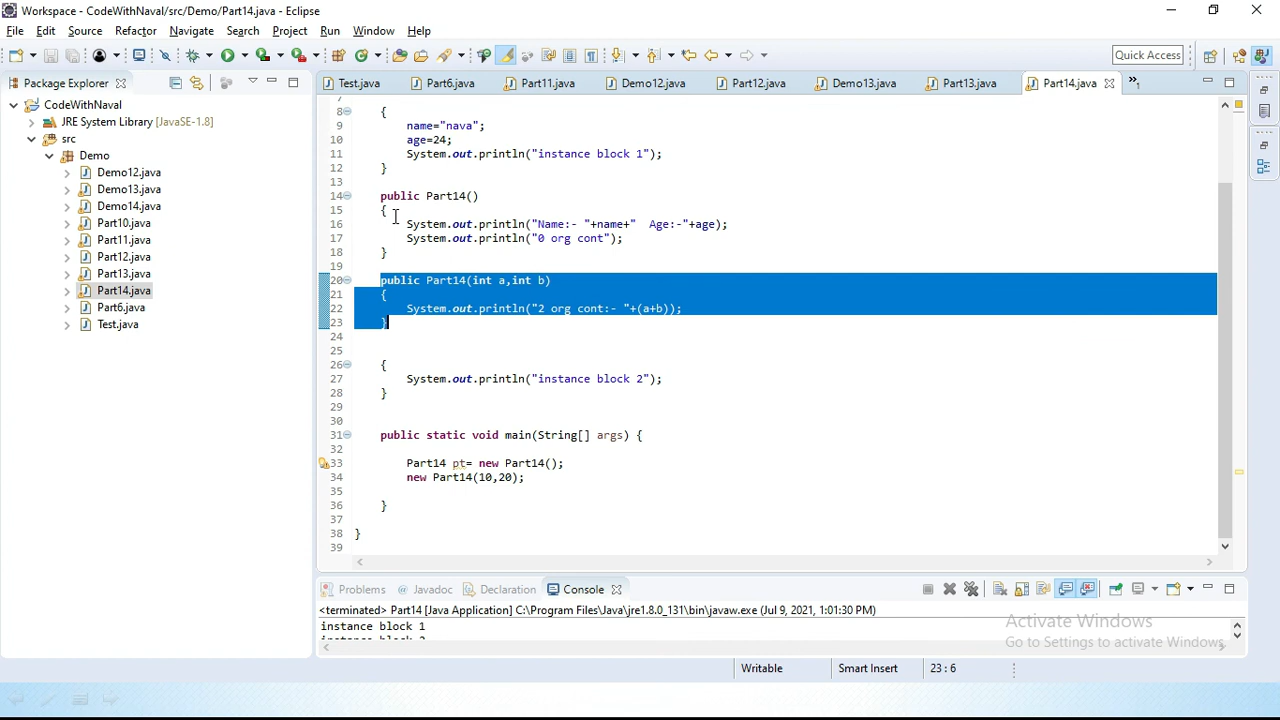 Workspace - CodeWithNaval/src/Demo/Part14.java - Eclipse
File Edit Source Refactor Navigate Search Project Run Window Help
Quick Access
Package Explorer
Test.java Part6.java Part11.java Demo12.java Part12.java Demo13.java Part13.java Part14.java »1
CodeWithNaval
JRE System Library [JavaSE-1.8]
src
Demo
Demo12.java
Demo13.java
Demo14.java
Part10.java
Part11.java
Part12.java
Part13.java
Part14.java
Part6.java
Test.java
7
8 {
9 name="nava";
10 age=24;
11 System.out.println("instance block 1");
12 }
13
14 public Part14()
15 {
16 System.out.println("Name:- "+name+" Age:-"+age);
17 System.out.println("0 org cont");
18 }
19
20 public Part14(int a,int b)
21 {
22 System.out.println("2 org cont:- "+(a+b));
23 }
24
25
26 {
27 System.out.println("instance block 2");
28 }
29
30
31 public static void main(String[] args) {
32
33 Part14 pt= new Part14();
34 new Part14(10,20);
35
36 }
37
38 }
39
Problems @ Javadoc Declaration Console
<terminated> Part14 [Java Application] C:\Program Files\Java\jre1.8.0_131\bin\javaw.exe (Jul 9, 2021, 1:01:30 PM)
instance block 1
Activate Windows
Go to Settings to activate Windows.
Writable Smart Insert 23 : 6